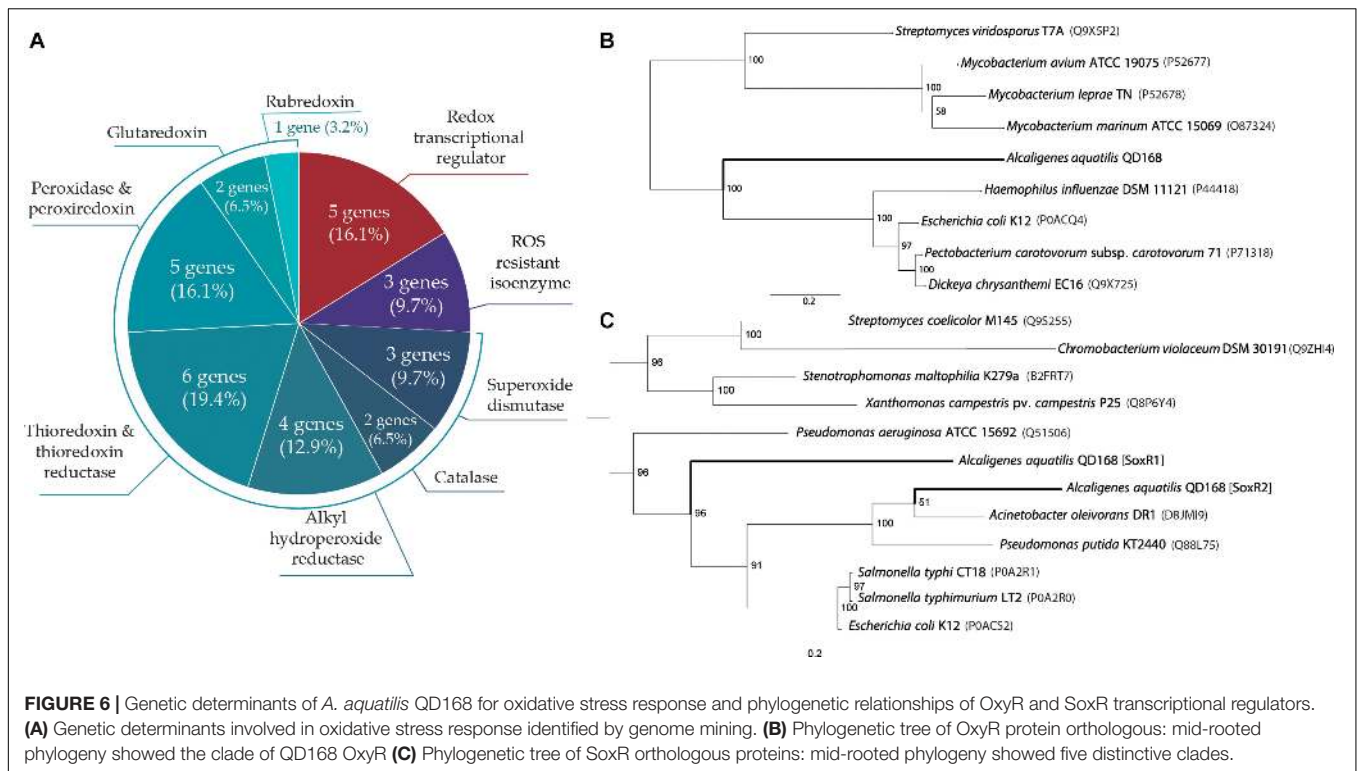 A
Rubredoxin
1 gene (3.2%)
Glutaredoxin
Peroxidase &
peroxiredoxin
Redox
transcriptional
regulator
2 genes
(6.5%)
5 genes
(16.1%)
5 genes
(16.1%)
ROS
resistant
isoenzyme
3 genes
(9.7%)
3 genes
(9.7%)
6 genes
(19.4%)
4 genes
(12.9%)
2 genes
(6.5%)
Superoxide
dismutase
Thioredoxin &
thioredoxin
reductase
Catalase
Alkyl
hydroperoxide
reductase
B
Streptomyces viridosporus T7A (Q9X5P2)
100
Mycobacterium avium ATCC 19075 (P52677)
100
Mycobacterium leprae TN (P52678)
58
Mycobacterium marinum ATCC 15069 (O87324)
Alcaligenes aquatilis QD168
100
Haemophilus influenzae DSM 11121 (P44418)
100
Escherichia coli K12 (P0ACQ4)
97
Pectobacterium carotovorum subsp. carotovorum 71 (P71318)
100
Dickeya chrysanthemi EC16 (Q9X725)
0.2
C
Streptomyces coelicolor M145 (Q9S255)
100
Chromobacterium violaceum DSM 30191(Q9ZHI4)
96
Stenotrophomonas maltophilia K279a (B2FRT7)
100
Xanthomonas campestris pv. campestris P25 (Q8P6Y4)
Pseudomonas aeruginosa ATCC 15692 (Q51506)
96
Alcaligenes aquatilis QD168 [SoxR1]
Alcaligenes aquatilis QD168 [SoxR2]
51
96
Acinetobacter oleivorans DR1 (D8JMI9)
100
Pseudomonas putida KT2440 (Q88L75)
91
Salmonella typhi CT18 (P0A2R1)
97
Salmonella typhimurium LT2 (P0A2R0)
100
Escherichia coli K12 (P0ACS2)
0.2
FIGURE 6 | Genetic determinants of A. aquatilis QD168 for oxidative stress response and phylogenetic relationships of OxyR and SoxR transcriptional regulators.
(A) Genetic determinants involved in oxidative stress response identified by genome mining. (B) Phylogenetic tree of OxyR protein orthologous: mid-rooted
phylogeny showed the clade of QD168 OxyR (C) Phylogenetic tree of SoxR orthologous proteins: mid-rooted phylogeny showed five distinctive clades.